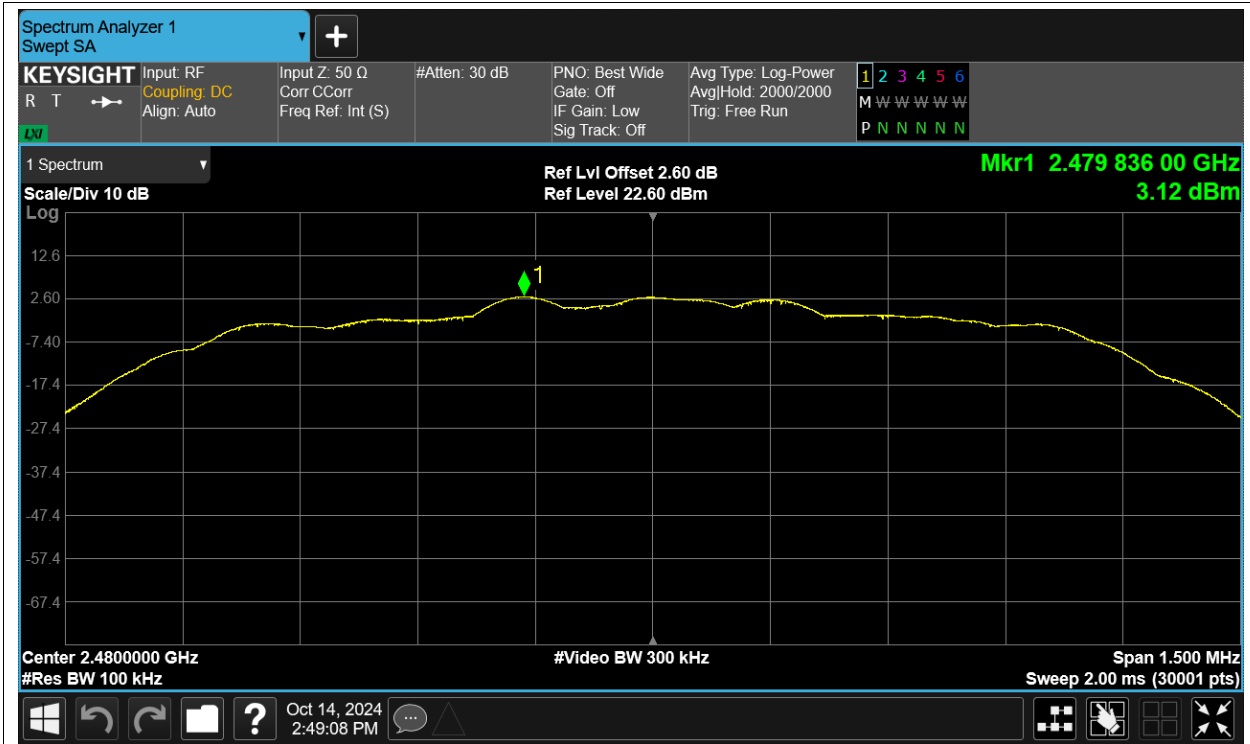 Spectrum Analyzer 1
Swept SA
KEYSIGHT
R T
LXI
Input: RF
Coupling: DC
Align: Auto
Input Z: 50 Ω
Corr CCorr
Freq Ref: Int (S)
#Atten: 30 dB
PNO: Best Wide
Gate: Off
IF Gain: Low
Sig Track: Off
Avg Type: Log-Power
Avg|Hold: 2000/2000
Trig: Free Run
1 2 3 4 5 6
M W W W W W
P N N N N N
1 Spectrum
Scale/Div 10 dB
Log
Ref Lvl Offset 2.60 dB
Ref Level 22.60 dBm
Mkr1 2.479 836 00 GHz
3.12 dBm
1
12.6
2.60
-7.40
-17.4
-27.4
-37.4
-47.4
-57.4
-67.4
Center 2.4800000 GHz
#Video BW 300 kHz
Span 1.500 MHz
#Res BW 100 kHz
Sweep 2.00 ms (30001 pts)
?
Oct 14, 2024
2:49:08 PM